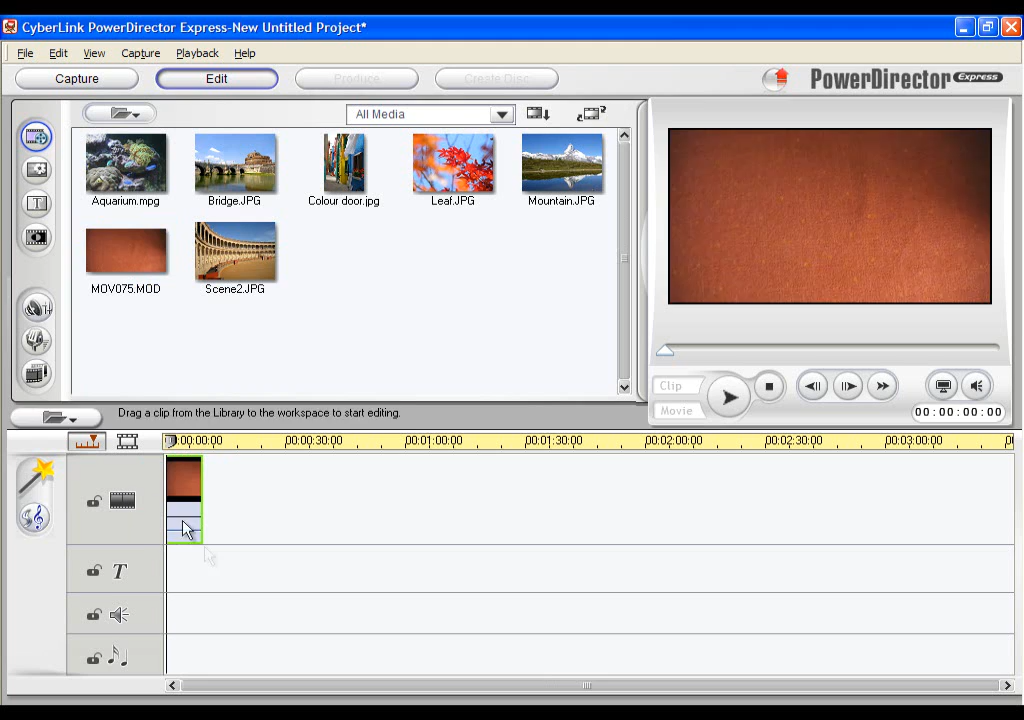 CyberLink PowerDirector Express-New Untitled Project*
File Edit View Capture Playback Help
Capture Edit Produce Create Disc PowerDirector Express
All Media
Aquarium.mpg Bridge.JPG Colour door.jpg Leaf.JPG Mountain.JPG
MOV075.MOD Scene2.JPG
Clip
Movie
00:00:00:00
Drag a clip from the Library to the workspace to start editing.
00:00:00 00:00:30:00 00:01:00:00 00:01:30:00 00:02:00:00 00:02:30:00 00:03:00:00
T